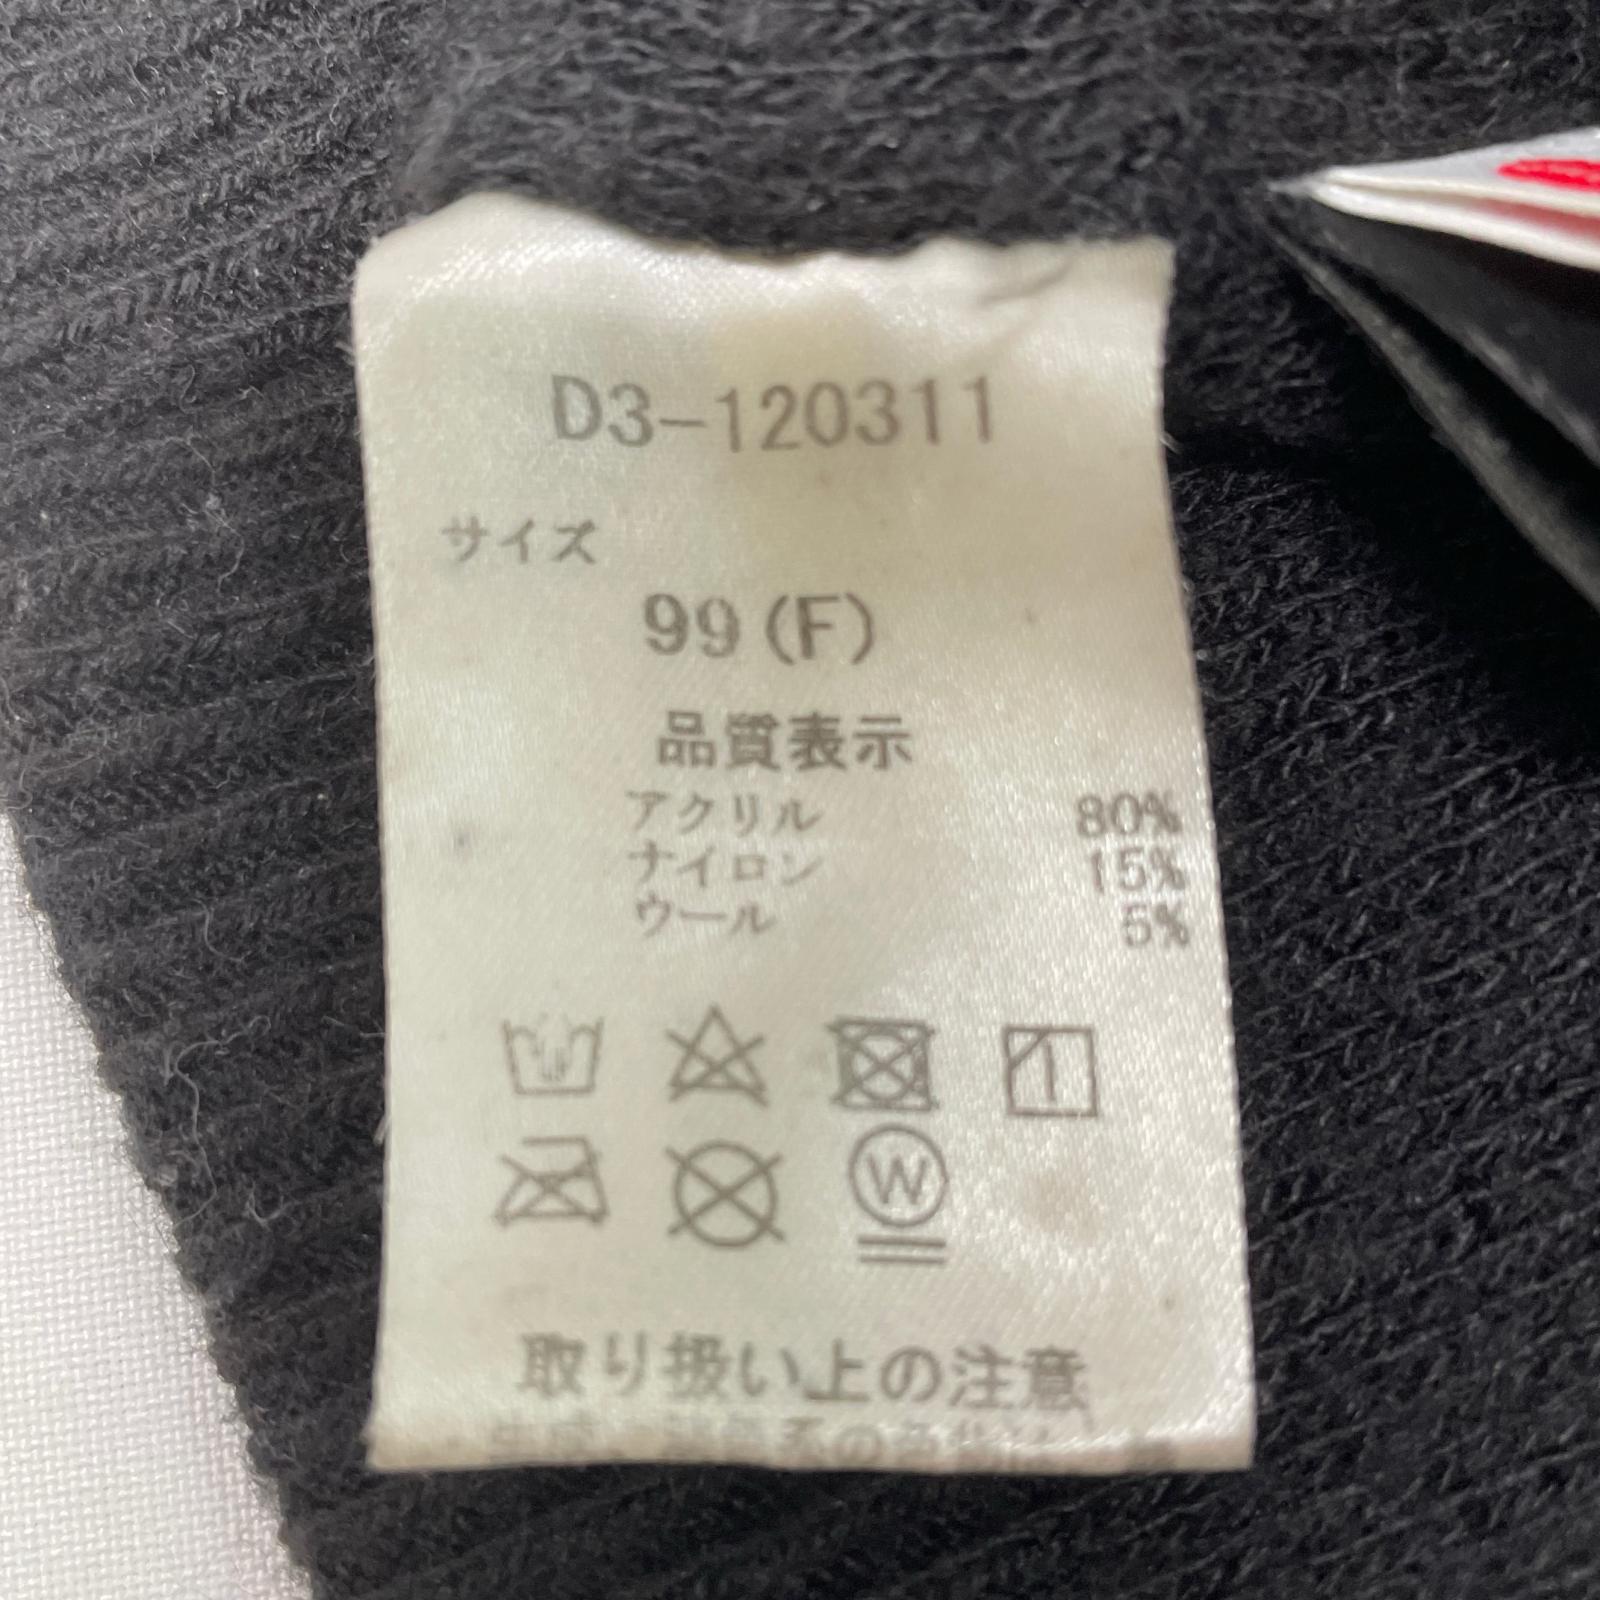 D3-120311
サイズ
99(F)
品質表示
アクリル 80%
ナイロン 15%
ウール 5%
W
取り扱い上の注意